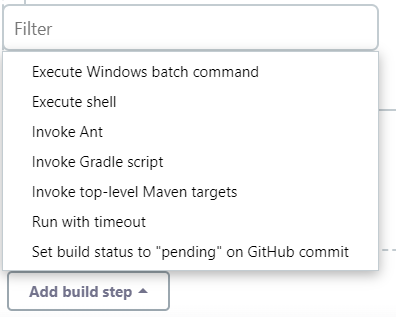 Filter
Execute Windows batch command
Execute shell
Invoke Ant
Invoke Gradle script
Invoke top-level Maven targets
Run with timeout
Set build status to "pending" on GitHub commit
Add build step